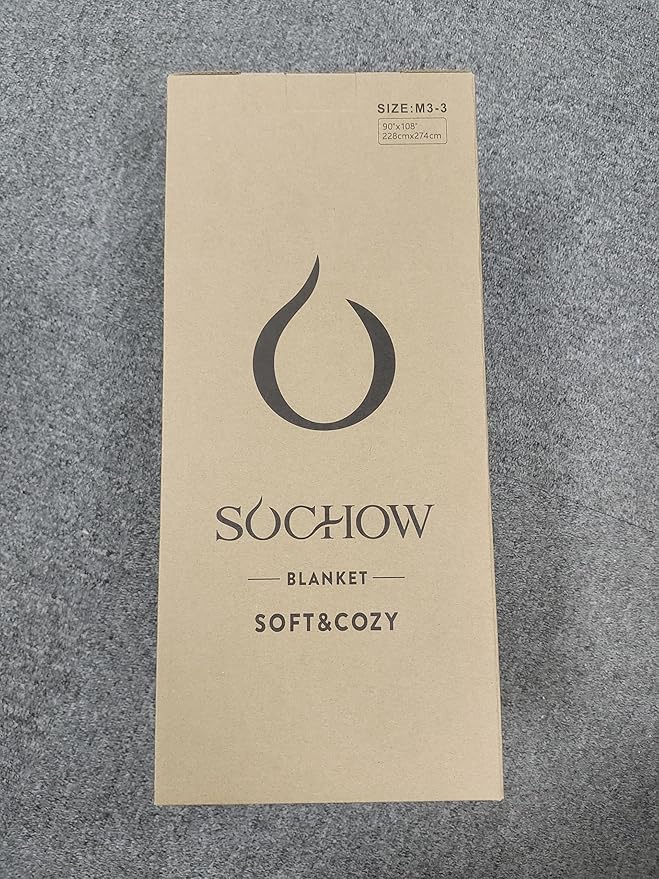 SIZE:M3-3
90"x108"
228cmx274cm
SOCHOW
BLANKET
SOFT&COZY